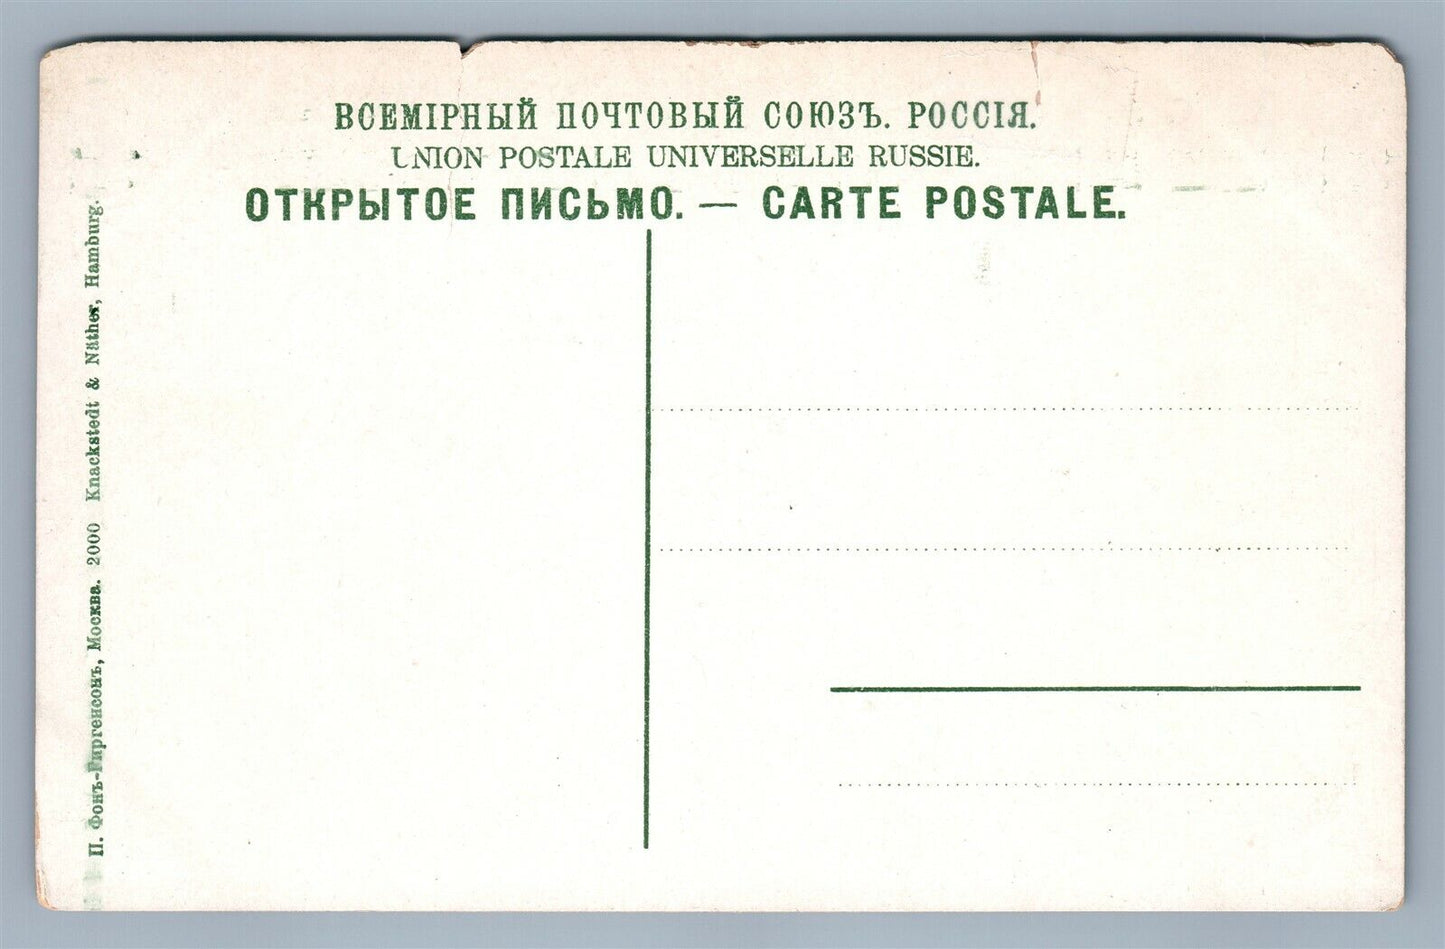 ВСЕМІРНЫЙ ПОЧТОВЫЙ СОЮЗЪ. РОССІЯ.
UNION POSTALE UNIVERSELLE RUSSIE.
ОТКРЫТОЕ ПИСЬМО. — CARTE POSTALE.
П. Фонъ-Гиргенсонъ, Москва. 2000 Knackstedt & Näther, Hamburg.